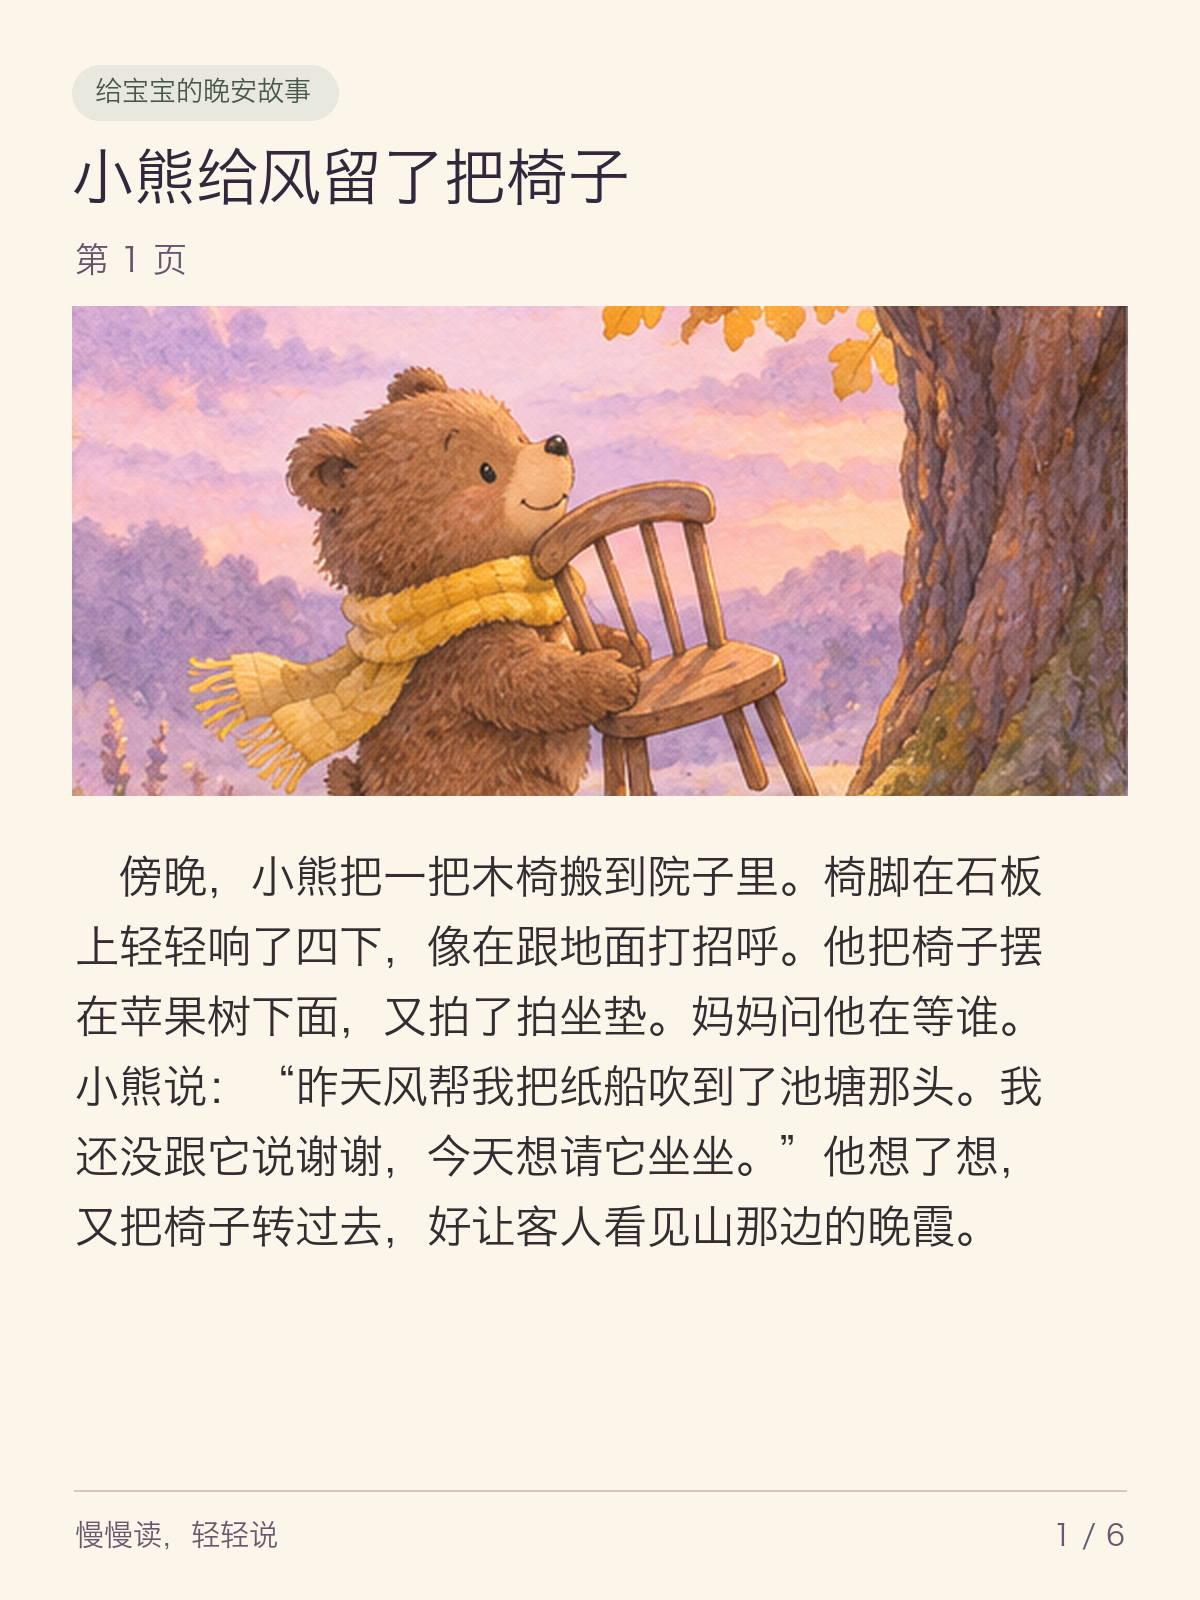 给宝宝的晚安故事
小熊给风留了把椅子
第 1 页
傍晚，小熊把一把木椅搬到院子里。椅脚在石板
上轻轻响了四下，像在跟地面打招呼。他把椅子摆
在苹果树下面，又拍了拍坐垫。妈妈问他在等谁。
小熊说：“昨天风帮我把纸船吹到了池塘那头。我
还没跟它说谢谢，今天想请它坐坐。”他想了想，
又把椅子转过去，好让客人看见山那边的晚霞。
慢慢读，轻轻说
1 / 6